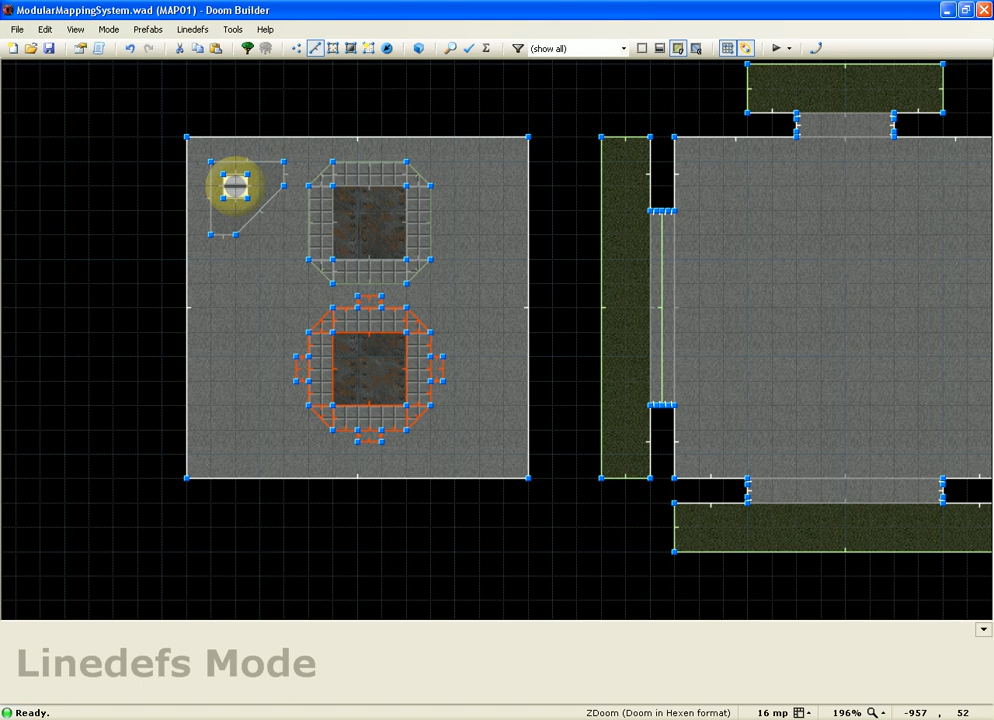 ModularMappingSystem.wad (MAP01) - Doom Builder
File Edit View Mode Prefabs Linedefs Tools Help
(show all)
Linedefs Mode
Ready. ZDoom (Doom in Hexen format) 16 mp 196% -957 , 52